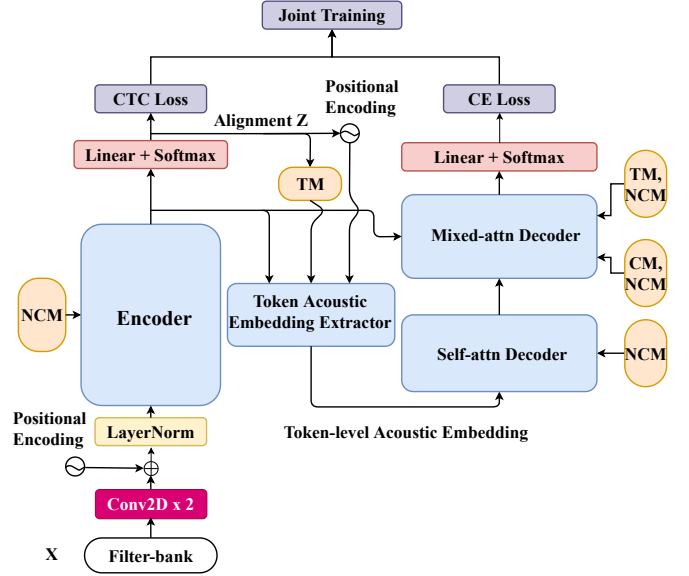 Joint Training
CTC Loss
Positional
Encoding
CE Loss
Alignment Z
Linear + Softmax
Linear + Softmax
TM
TM,
NCM
Mixed-attn Decoder
CM,
NCM
NCM
Encoder
Token Acoustic
Embedding Extractor
Self-attn Decoder
NCM
Positional
Encoding
LayerNorm
Token-level Acoustic Embedding
Conv2D x 2
X
Filter-bank